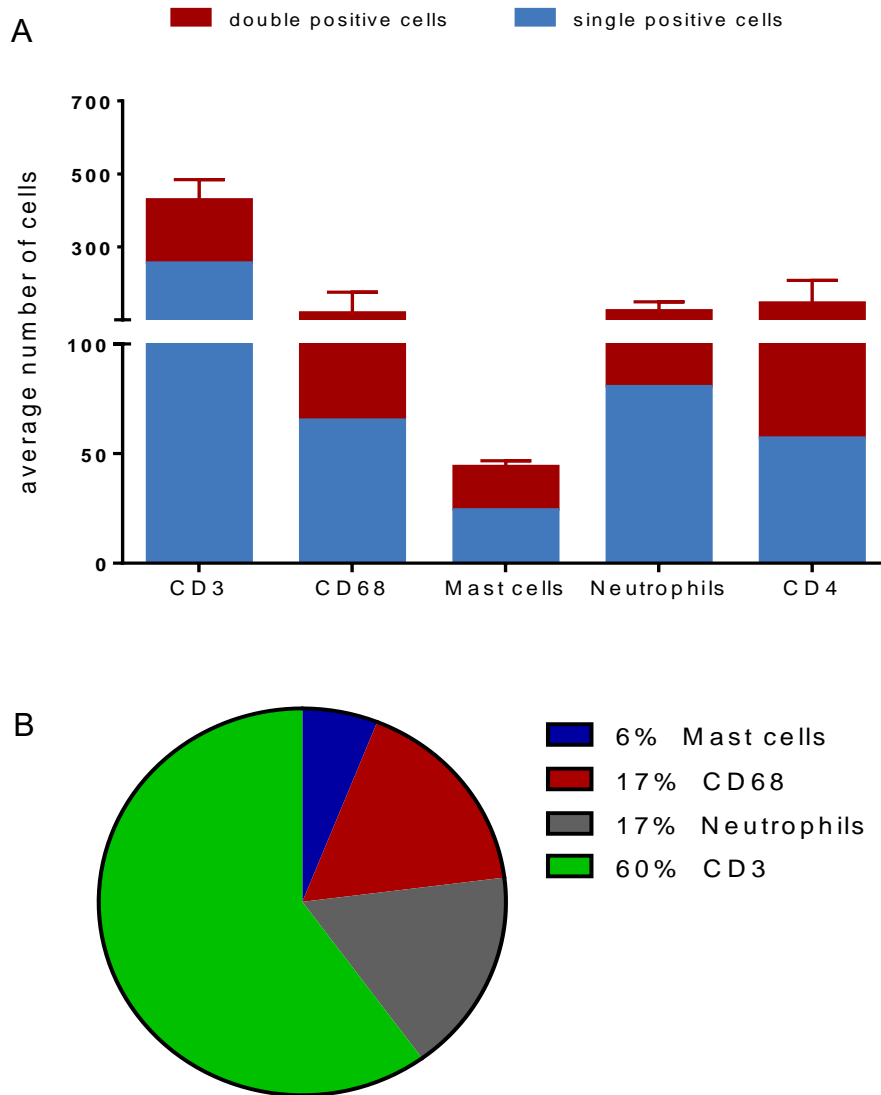 A
double positive cells single positive cells
700
500
300
100
50
0
average number of cells
CD3 CD68 Mast cells Neutrophils CD4
B
6% Mast cells
17% CD68
17% Neutrophils
60% CD3